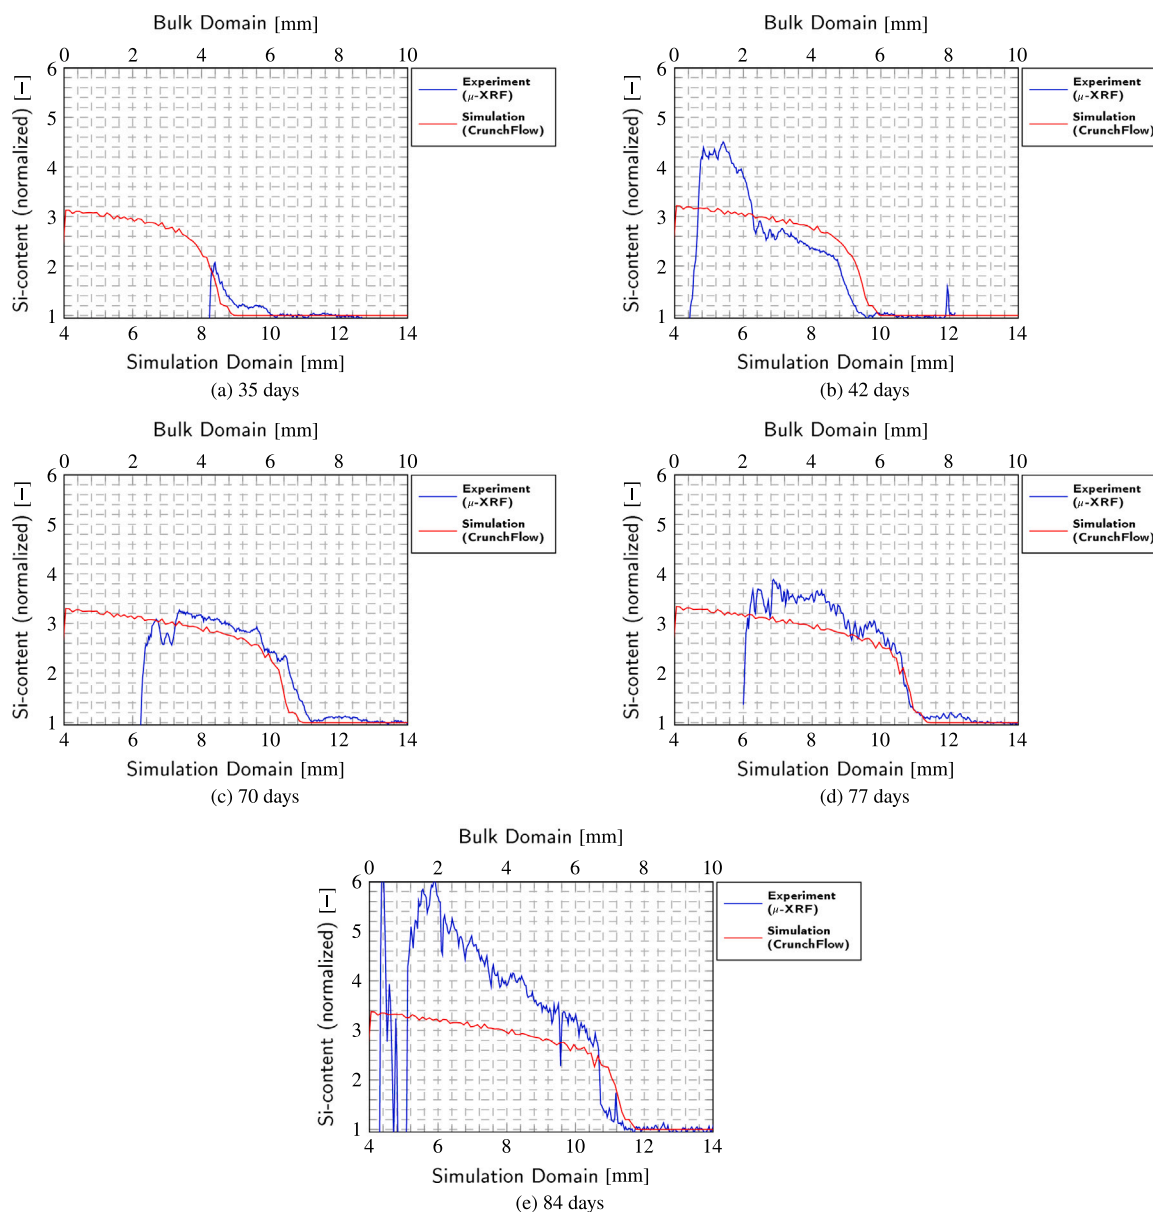 Bulk Domain [mm]
0 2 4 6 8 10
6
5
4
3
2
1
Si-content (normalized) [−]
Experiment
(μ-XRF)
Simulation
(CrunchFlow)
4 6 8 10 12 14
Simulation Domain [mm]
(a) 35 days
Bulk Domain [mm]
0 2 4 6 8 10
6
5
4
3
2
1
Si-content (normalized) [−]
Experiment
(μ-XRF)
Simulation
(CrunchFlow)
4 6 8 10 12 14
Simulation Domain [mm]
(b) 42 days
Bulk Domain [mm]
0 2 4 6 8 10
6
5
4
3
2
1
Si-content (normalized) [−]
Experiment
(μ-XRF)
Simulation
(CrunchFlow)
4 6 8 10 12 14
Simulation Domain [mm]
(c) 70 days
Bulk Domain [mm]
0 2 4 6 8 10
6
5
4
3
2
1
Si-content (normalized) [−]
Experiment
(μ-XRF)
Simulation
(CrunchFlow)
4 6 8 10 12 14
Simulation Domain [mm]
(d) 77 days
Bulk Domain [mm]
0 2 4 6 8 10
6
5
4
3
2
1
Si-content (normalized) [−]
Experiment
(μ-XRF)
Simulation
(CrunchFlow)
4 6 8 10 12 14
Simulation Domain [mm]
(e) 84 days